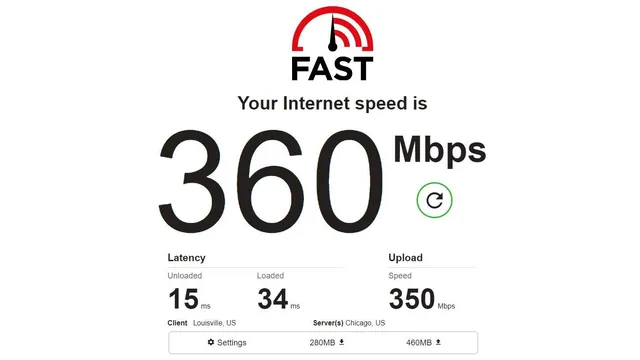 FAST
Your Internet speed is
360 Mbps
Latency Upload
Unloaded Loaded Speed
15 ms 34 ms 350 Mbps
Client Louisville, US Server(s) Chicago, US
Settings 280MB 460MB